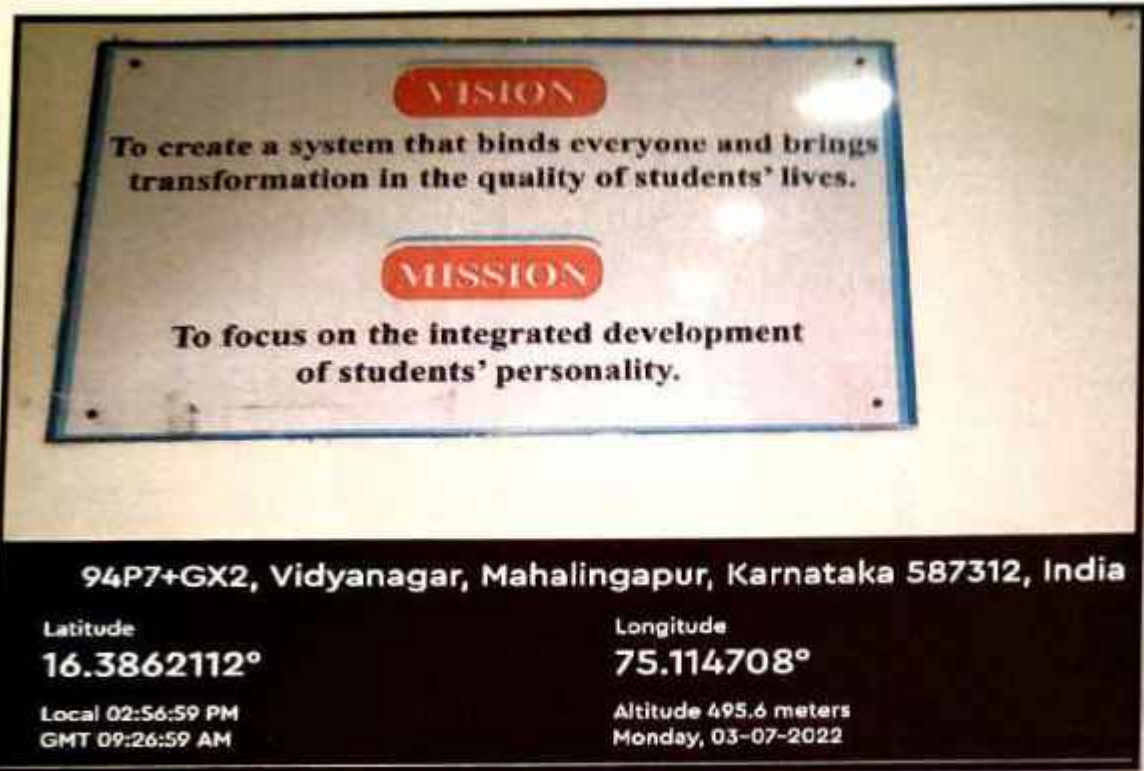 VISION
To create a system that binds everyone and brings
transformation in the quality of students' lives.
MISSION
To focus on the integrated development
of students' personality.
94P7+GX2, Vidyanagar, Mahalingapur, Karnataka 587312, India
Latitude
16.3862112°
Longitude
75.114708°
Local 02:56:59 PM
GMT 09:26:59 AM
Altitude 495.6 meters
Monday, 03-07-2022